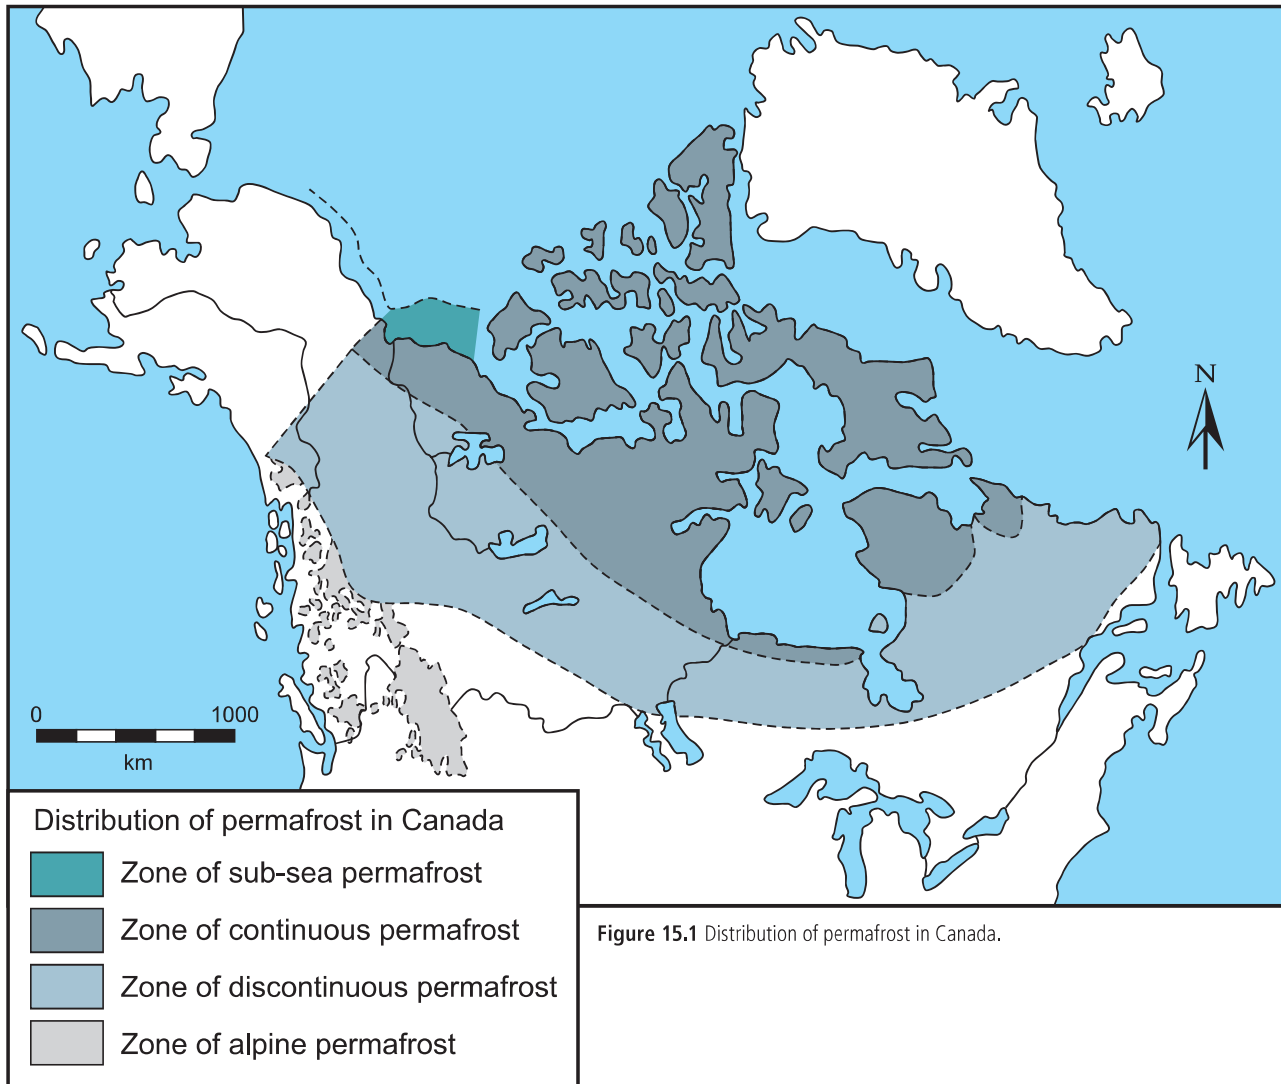 N
0 1000
km
Distribution of permafrost in Canada
Zone of sub-sea permafrost
Zone of continuous permafrost
Zone of discontinuous permafrost
Zone of alpine permafrost
Figure 15.1 Distribution of permafrost in Canada.